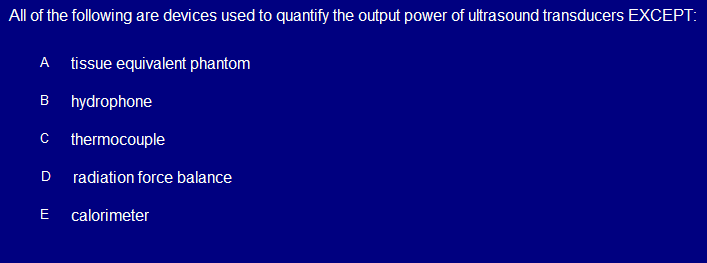 All of the following are devices used to quantify the output power of ultrasound transducers EXCEPT:
A tissue equivalent phantom
B hydrophone
C thermocouple
D radiation force balance
E calorimeter